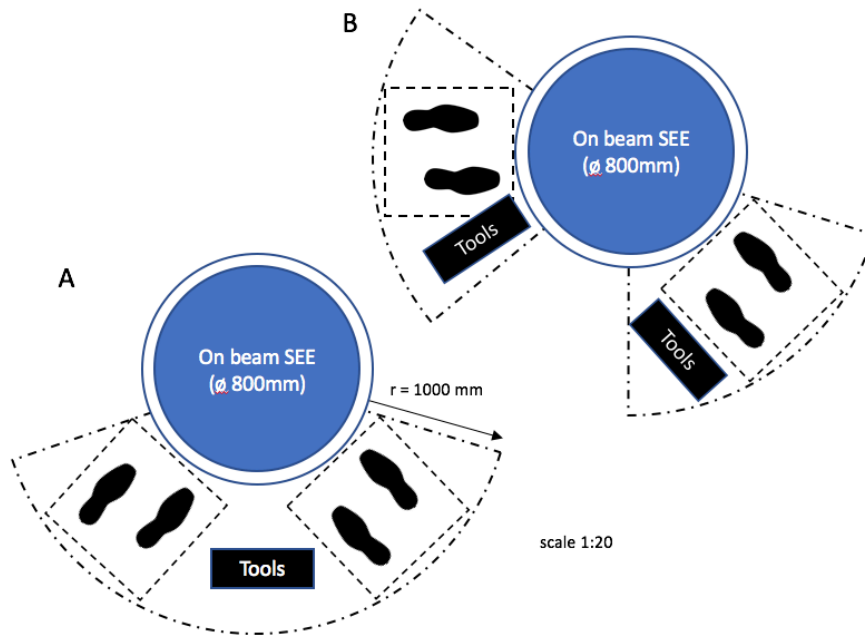 B
On beam SEE
(ø 800mm)
Tools
Tools
A
On beam SEE
(ø 800mm)
r = 1000 mm
Tools
scale 1:20